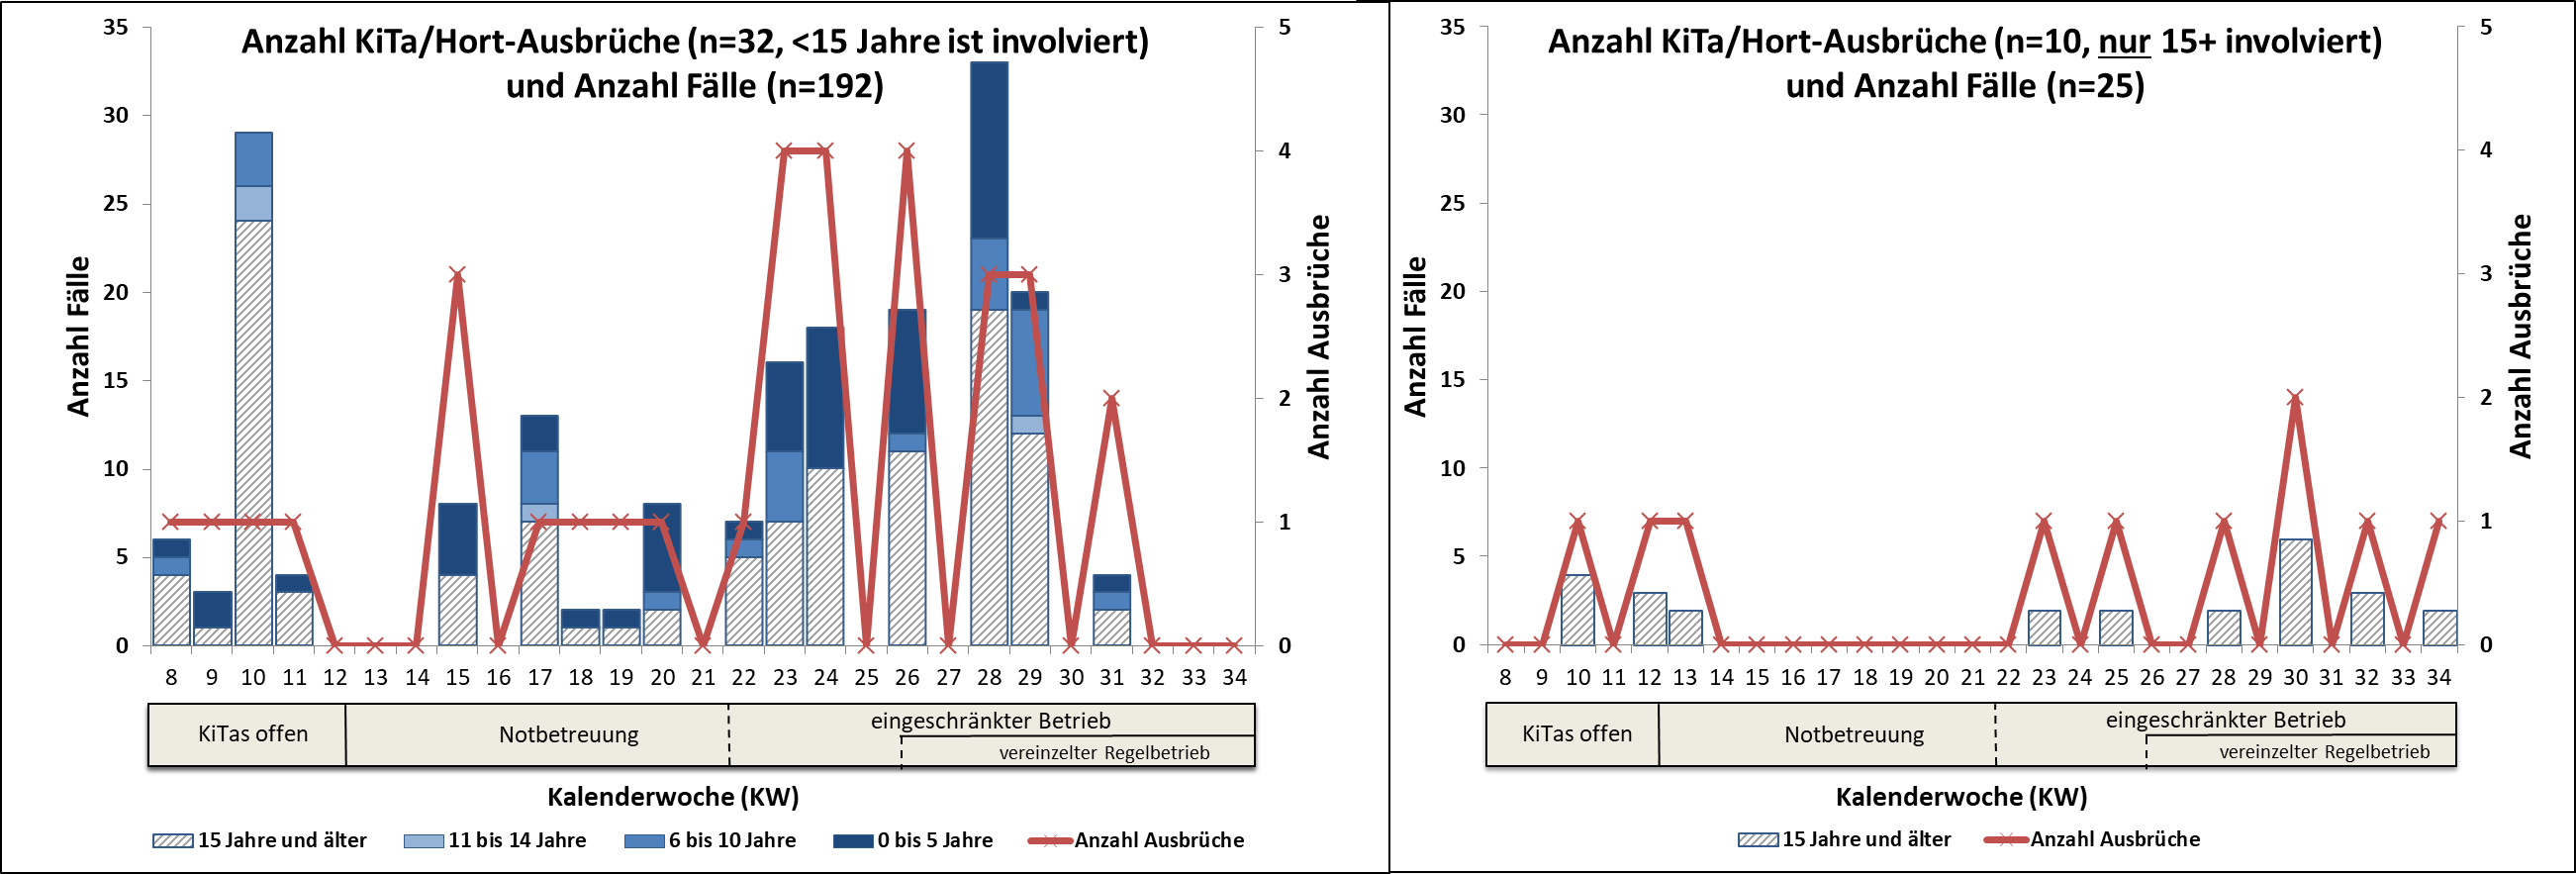 Anzahl KiTa/Hort-Ausbrüche (n=32, <15 Jahre ist involviert)
und Anzahl Fälle (n=192)
Anzahl Fälle
35
30
25
20
15
10
5
0
5
4
3
2
1
0
Anzahl Ausbrüche
8 9 10 11 12 13 14 15 16 17 18 19 20 21 22 23 24 25 26 27 28 29 30 31 32 33 34
KiTas offen
Notbetreuung
eingeschränkter Betrieb
vereinzelter Regelbetrieb
Kalenderwoche (KW)
15 Jahre und älter 11 bis 14 Jahre 6 bis 10 Jahre 0 bis 5 Jahre Anzahl Ausbrüche
Anzahl KiTa/Hort-Ausbrüche (n=10, nur 15+ involviert)
und Anzahl Fälle (n=25)
Anzahl Fälle
35
30
25
20
15
10
5
0
5
4
3
2
1
0
Anzahl Ausbrüche
8 9 10 11 12 13 14 15 16 17 18 19 20 21 22 23 24 25 26 27 28 29 30 31 32 33 34
KiTas offen
Notbetreuung
eingeschränkter Betrieb
vereinzelter Regelbetrieb
Kalenderwoche (KW)
15 Jahre und älter Anzahl Ausbrüche